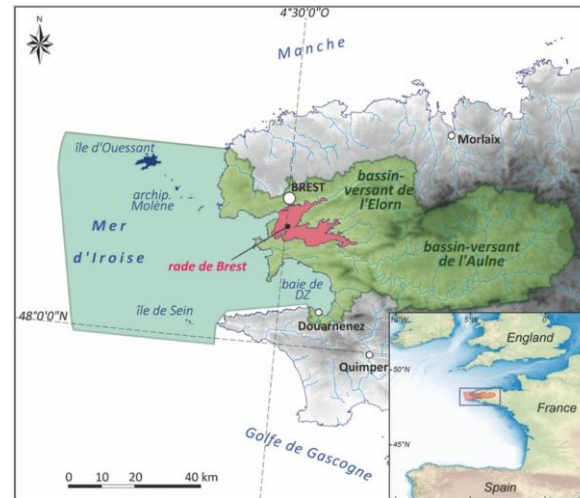 4°30'0"O
Manche
île d'Ouessant
Morlaix
archip.
Molène
BREST
bassin-
versant de
l'Elorn
Mer
d'Iroise
bassin-versant
de l'Aulne
rade de Brest
baie de
DZ
île de Sein
48°0'0"N
Douarnenez
Quimper
Golfe de Gascogne
0 10 20 40 km
5°W
0°
England
50°N
France
45°N
Spain